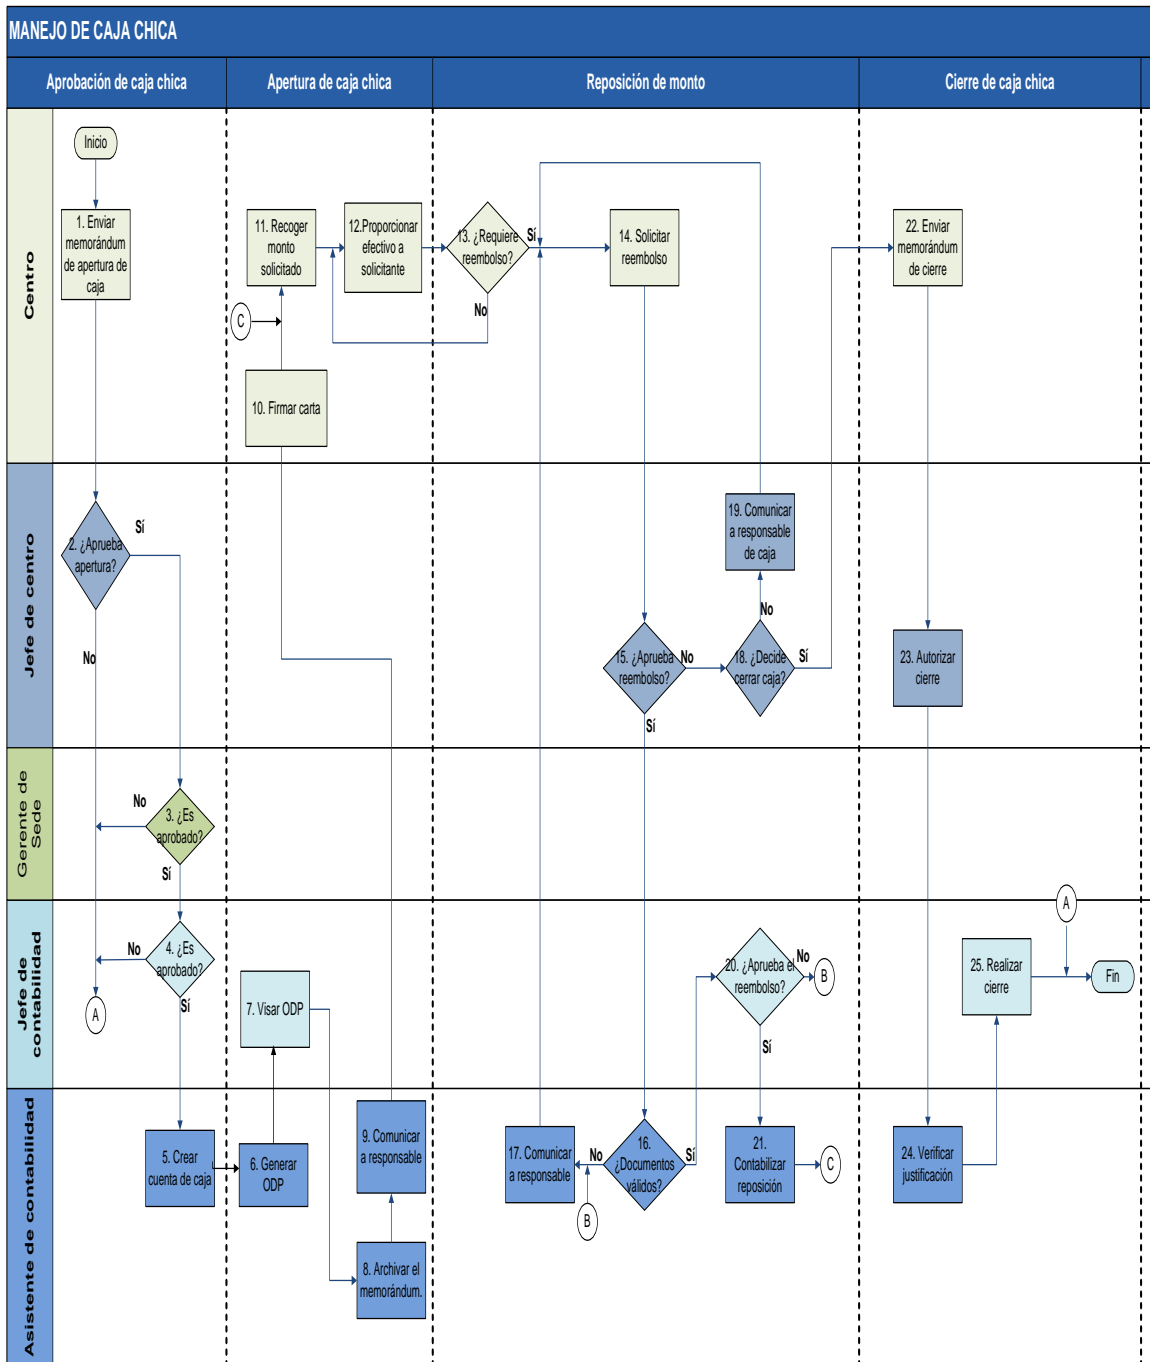 MANEJO DE CAJA CHICA
Aprobación de caja chica
Apertura de caja chica
Reposición de monto
Cierre de caja chica
Centro
Inicio
1. Enviar
memorándum
de apertura de
caja
11. Recoger
monto
solicitado
12.Proporcionar
efectivo a
solicitante
13. ¿Requiere
reembolso?
Sí
No
14. Solicitar
reembolso
22. Enviar
memorándum
de cierre
C
10. Firmar carta
Jefe de centro
2. ¿Aprueba
apertura?
Sí
No
19. Comunicar
a responsable
de caja
No
15. ¿Aprueba
reembolso?
No
Sí
18. ¿Decide
cerrar caja?
Sí
23. Autorizar
cierre
Gerente de
Sede
No
3. ¿Es
aprobado?
Sí
Jefe de
contabilidad
No
4. ¿Es
aprobado?
Sí
A
7. Visar ODP
20. ¿Aprueba el
reembolso?
No
B
Sí
25. Realizar
cierre
A
Fin
Asistente de contabilidad
5. Crear
cuenta de caja
6. Generar
ODP
9. Comunicar
a responsable
8. Archivar el
memorándum.
17. Comunicar
a responsable
No
B
16.
¿Documentos
válidos?
Sí
21.
Contabilizar
reposición
C
24. Verificar
justificación